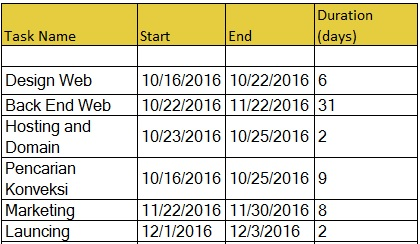 Task Name Start End Duration (days)
Design Web 10/16/2016 10/22/2016 6
Back End Web 10/22/2016 11/22/2016 31
Hosting and Domain 10/23/2016 10/25/2016 2
Pencarian Konveksi 10/16/2016 10/25/2016 9
Marketing 11/22/2016 11/30/2016 8
Launcing 12/1/2016 12/3/2016 2